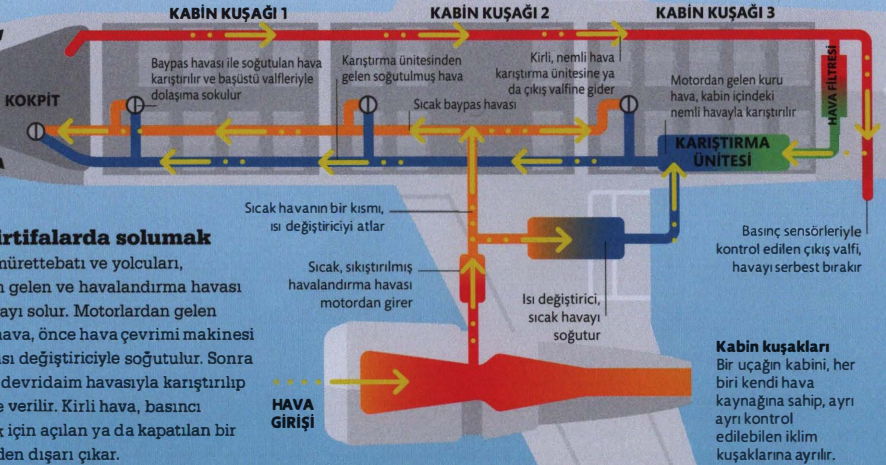 KABİN KUŞAĞI 1
KABİN KUŞAĞI 2
KABİN KUŞAĞI 3
KOKPİT
Baypas havası ile soğutulan hava
karıştırılır ve başüstü valfleriyle
dolaşıma sokulur
Karıştırma ünitesinden
gelen soğutulmuş hava
Sıcak baypas havası
Kirli, nemli hava
karıştırma ünitesine ya
da çıkış valfine gider
Motordan gelen kuru
hava, kabin içindeki
nemli havayla karıştırılır
HAVA FİLTRESİ
KARIŞTIRMA
ÜNİTESİ
A
Sıcak havanın bir kısmı,
ısı değiştiriciyi atlar
Sıcak, sıkıştırılmış
havalandırma havası
motordan girer
Isı değiştirici,
sıcak havayı
soğutur
Basınç sensörleriyle
kontrol edilen çıkış valfi,
havayı serbest bırakır
irtifalarda solumak
mürettebatı ve yolcuları,
n gelen ve havalandırma havası
ayı solur. Motorlardan gelen
hava, önce hava çevrimi makinesi
ısı değiştiriciyle soğutulur. Sonra
devridaim havasıyla karıştırılıp
e verilir. Kirli hava, basıncı
k için açılan ya da kapatılan bir
den dışarı çıkar.
HAVA
GİRİŞİ
Kabin kuşakları
Bir uçağın kabini, her
biri kendi hava
kaynağına sahip, ayrı
ayrı kontrol
edilebilen iklim
kuşaklarına ayrılır.